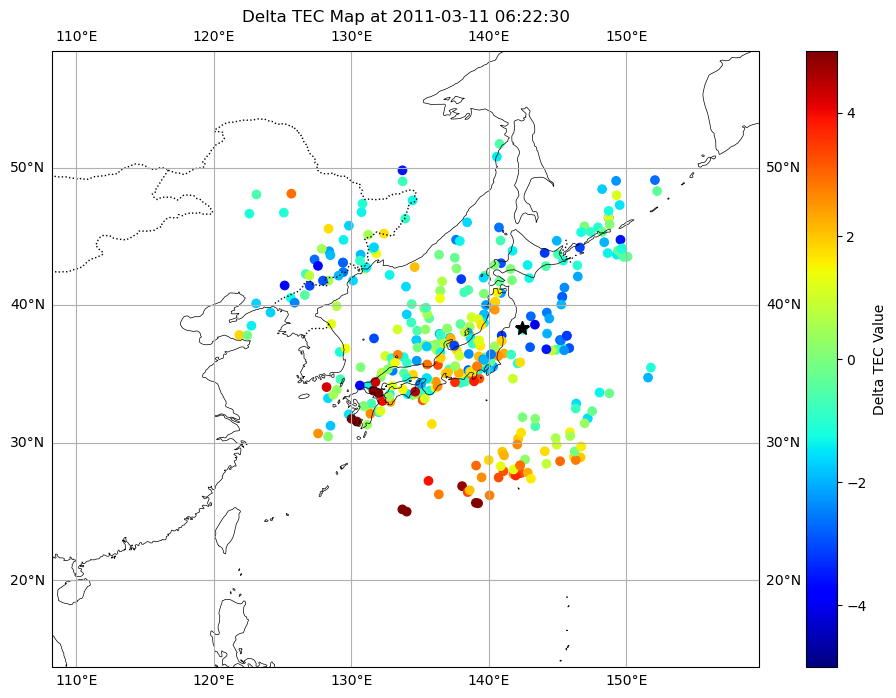 Delta TEC Map at 2011-03-11 06:22:30
110°E 120°E 130°E 140°E 150°E
50°N 50°N
40°N 40°N
30°N 30°N
20°N 20°N
110°E 120°E 130°E 140°E 150°E
4
2
0
−2
−4
Delta TEC Value